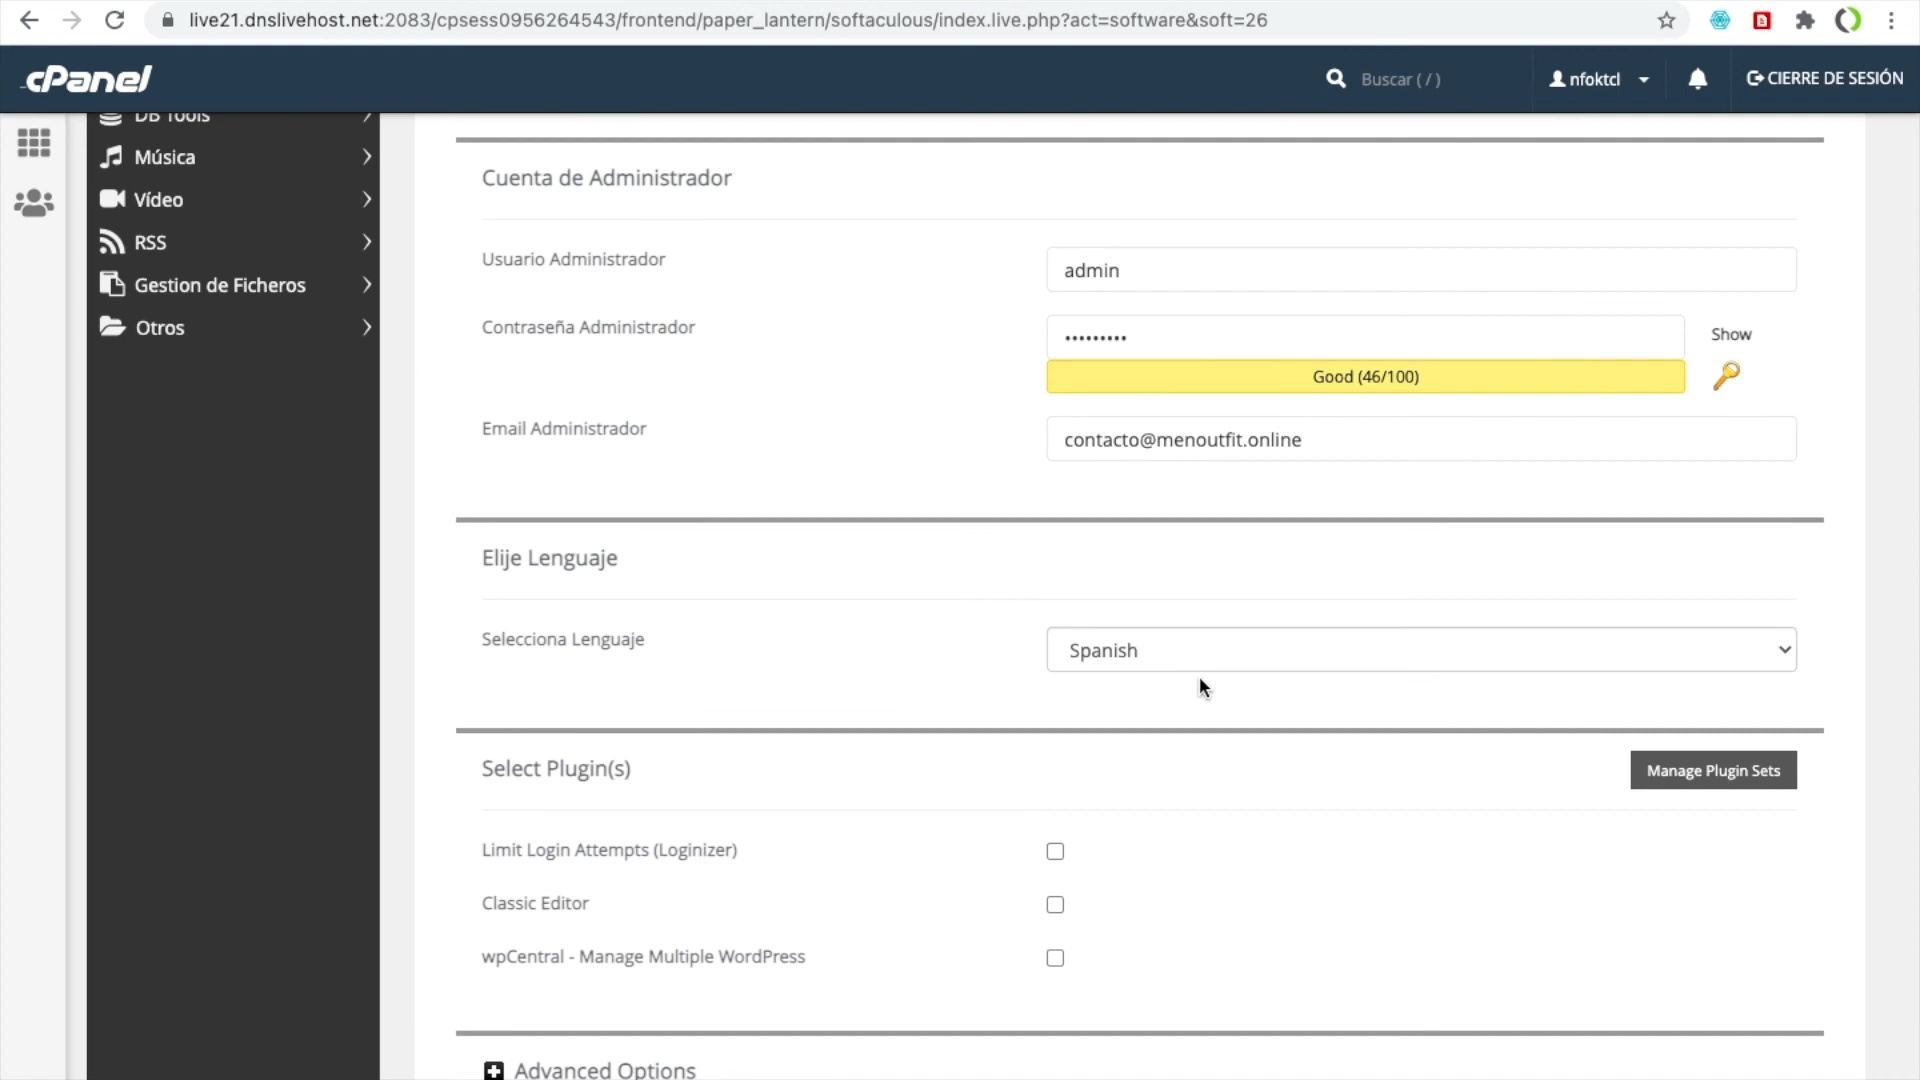 live21.dnslivehost.net:2083/cpsess0956264543/frontend/paper_lantern/softaculous/index.live.php?act=software&soft=26
cPanel
Buscar ( / )
nfoktcl
CIERRE DE SESIÓN
DB Tools
Música
Vídeo
RSS
Gestion de Ficheros
Otros
Cuenta de Administrador
Usuario Administrador
admin
Contraseña Administrador
•••••••••
Show
Good (46/100)
Email Administrador
contacto@menoutfit.online
Elije Lenguaje
Selecciona Lenguaje
Spanish
Select Plugin(s)
Manage Plugin Sets
Limit Login Attempts (Loginizer)
Classic Editor
wpCentral - Manage Multiple WordPress
Advanced Options